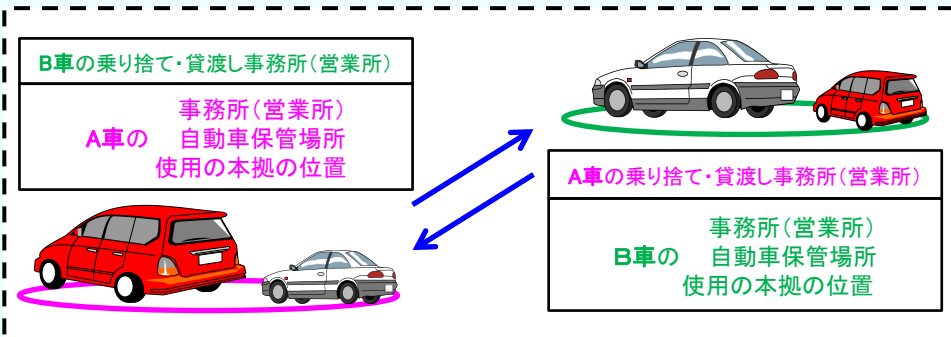 B車の乗り捨て・貸渡し事務所(営業所)
事務所(営業所)
A車の 自動車保管場所
使用の本拠の位置
A車の乗り捨て・貸渡し事務所(営業所)
事務所(営業所)
B車の 自動車保管場所
使用の本拠の位置